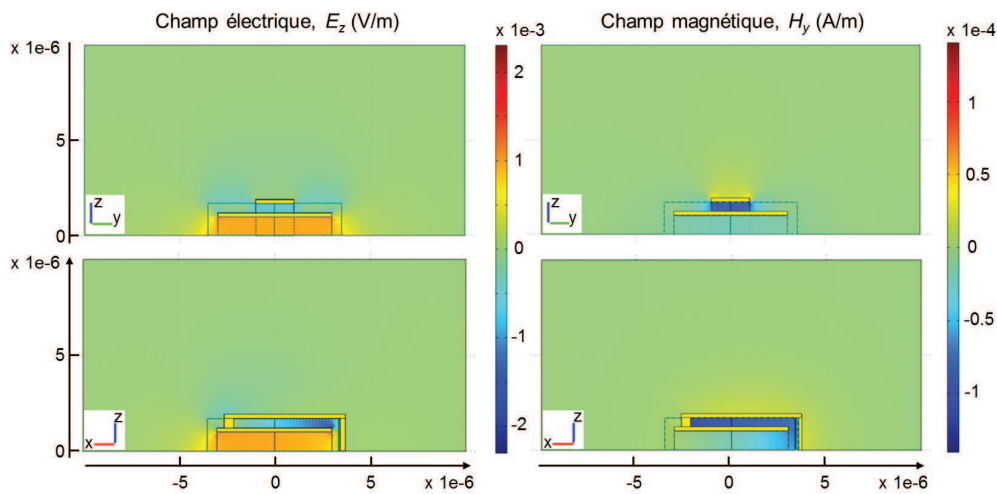 Champ électrique, E_z (V/m)
Champ magnétique, H_y (A/m)
x 1e-6
x 1e-3
x 1e-4
5
0
z
y
z
y
2
1
0
-1
-2
1
0.5
0
-0.5
-1
x 1e-6
5
0
x
z
x
z
-5
0
5
x 1e-6
-5
0
5
x 1e-6